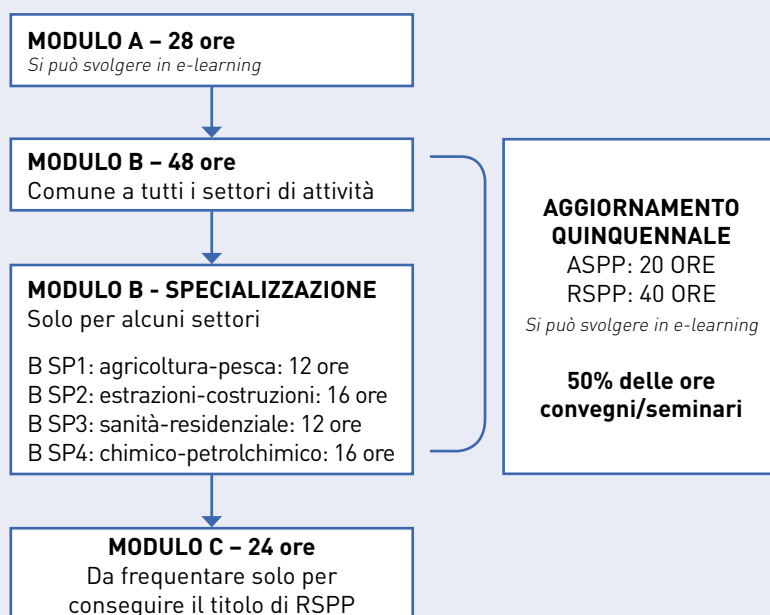 MODULO A – 28 ore
Si può svolgere in e-learning
MODULO B – 48 ore
Comune a tutti i settori di attività
MODULO B - SPECIALIZZAZIONE
Solo per alcuni settori
B SP1: agricoltura-pesca: 12 ore
B SP2: estrazioni-costruzioni: 16 ore
B SP3: sanità-residenziale: 12 ore
B SP4: chimico-petrolchimico: 16 ore
MODULO C – 24 ore
Da frequentare solo per
conseguire il titolo di RSPP
AGGIORNAMENTO
QUINQUENNALE
ASPP: 20 ORE
RSPP: 40 ORE
Si può svolgere in e-learning
50% delle ore
convegni/seminari